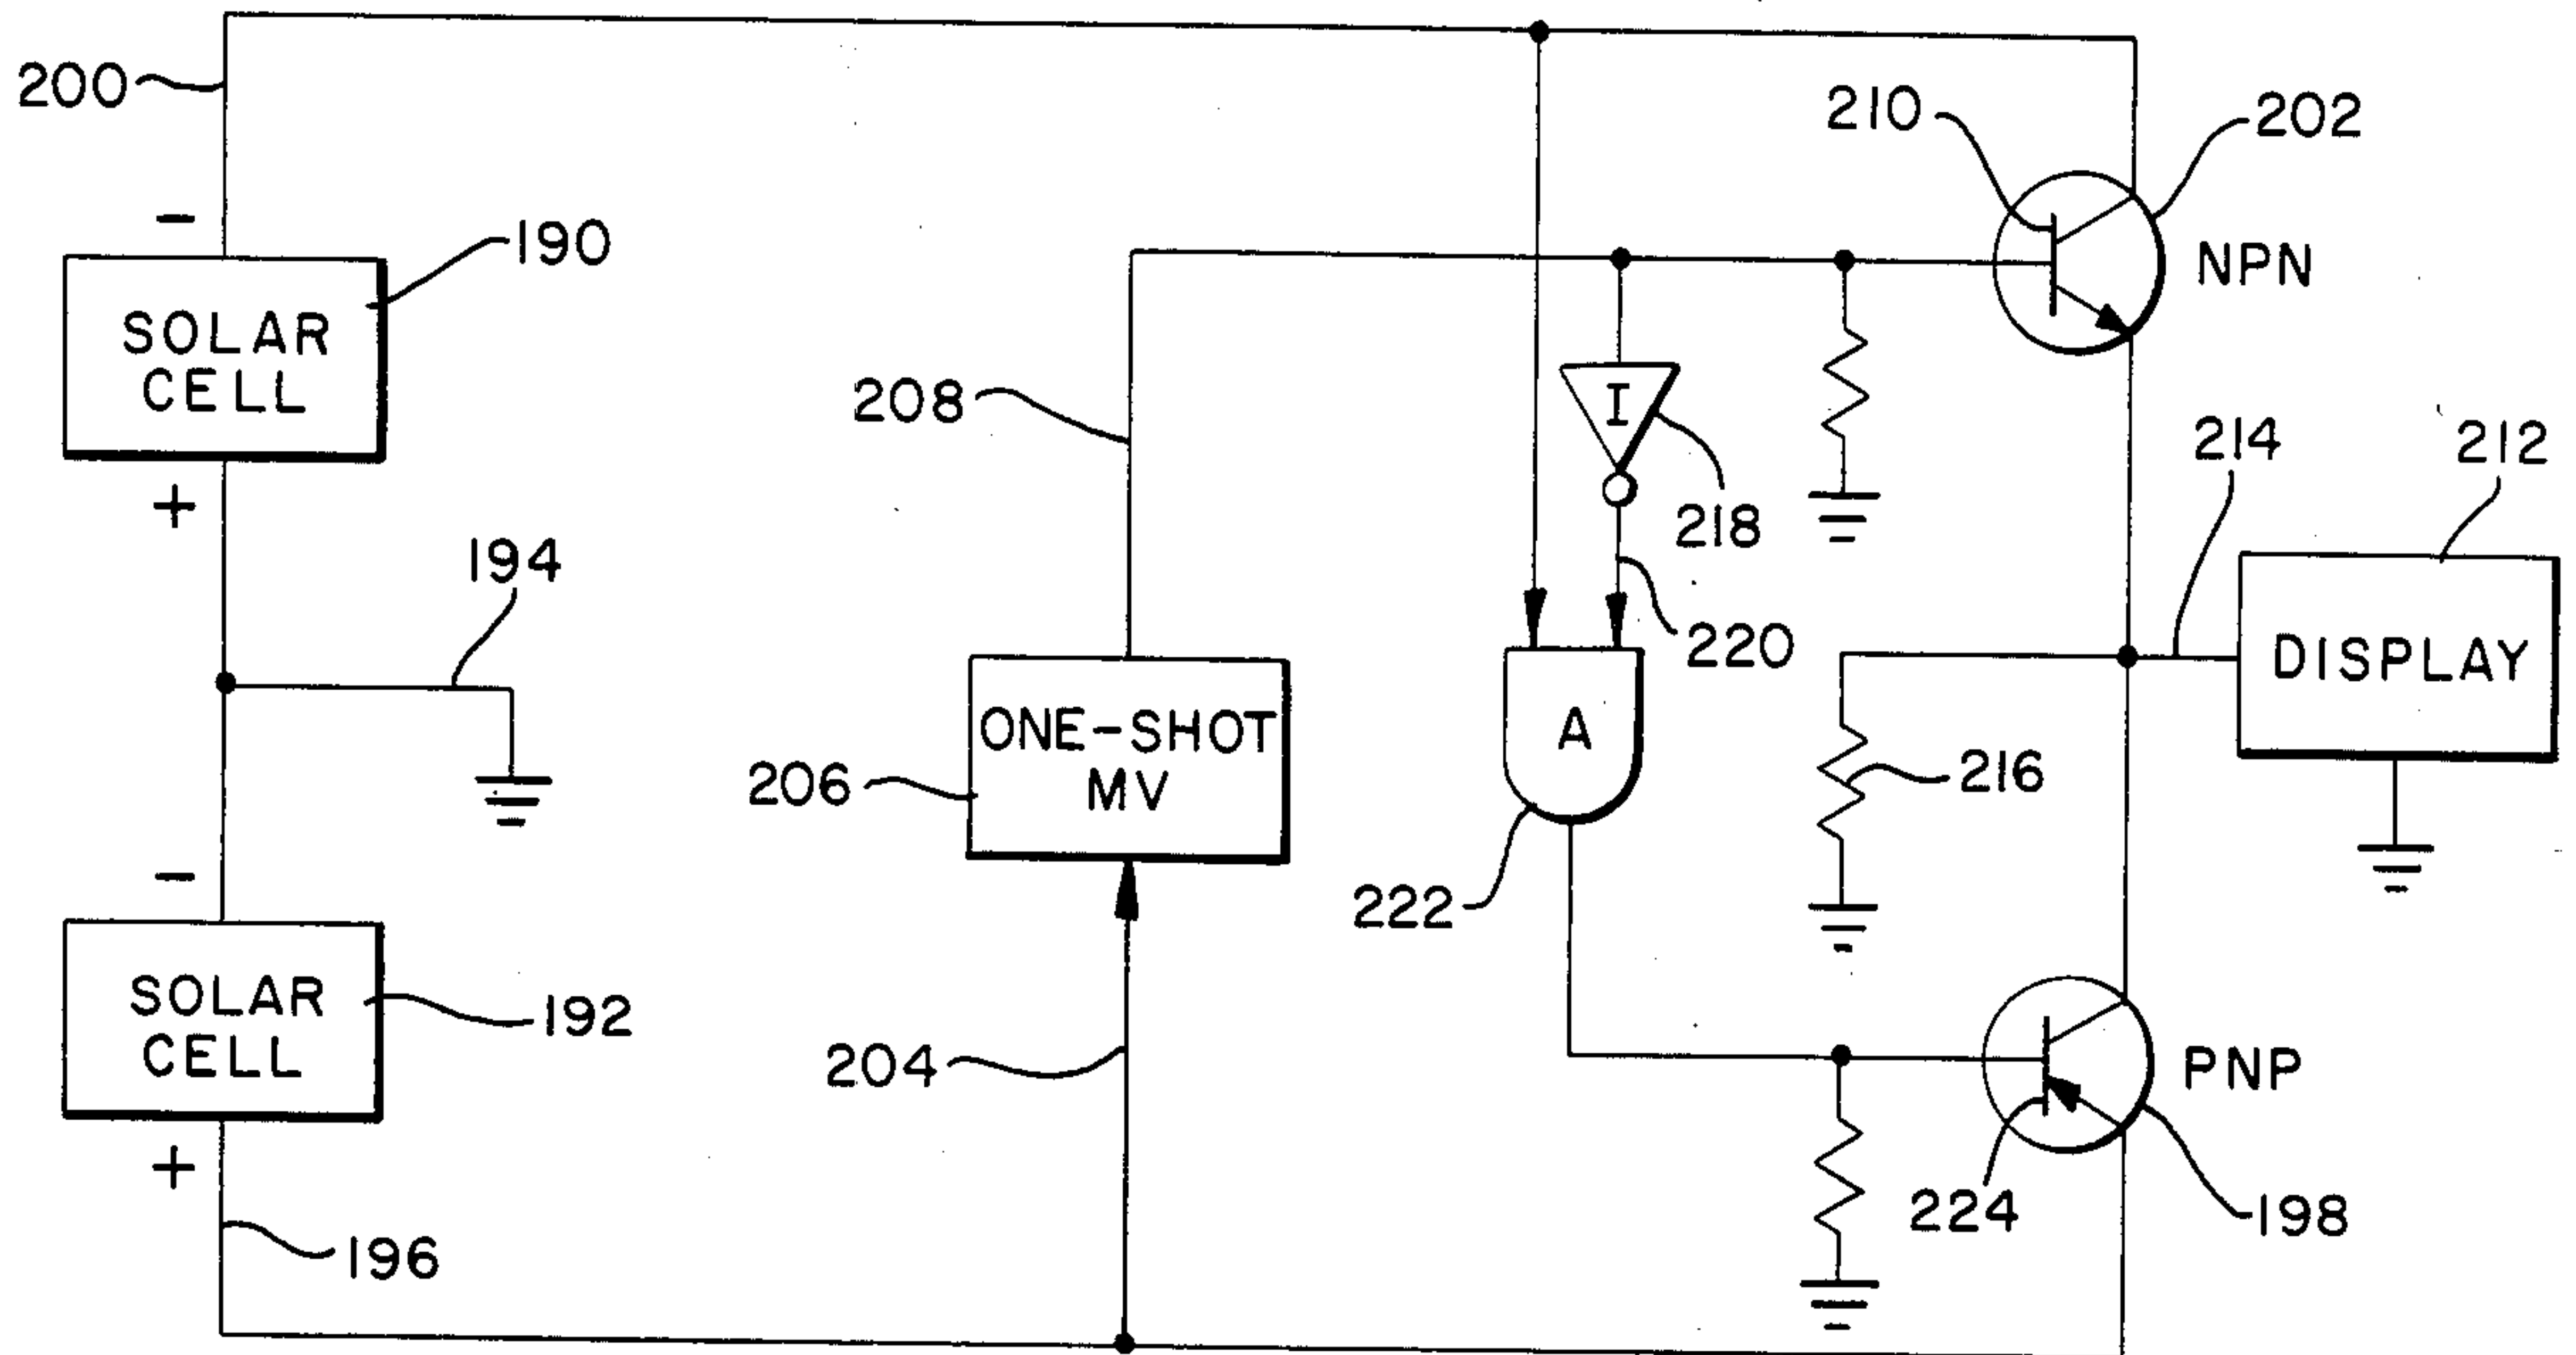 200
210
202
−
190
NPN
SOLAR
CELL
208
I
214
212
+
218
194
220
DISPLAY
ONE-SHOT
MV
A
206
216
−
222
SOLAR
CELL
192
204
PNP
+
224
198
196